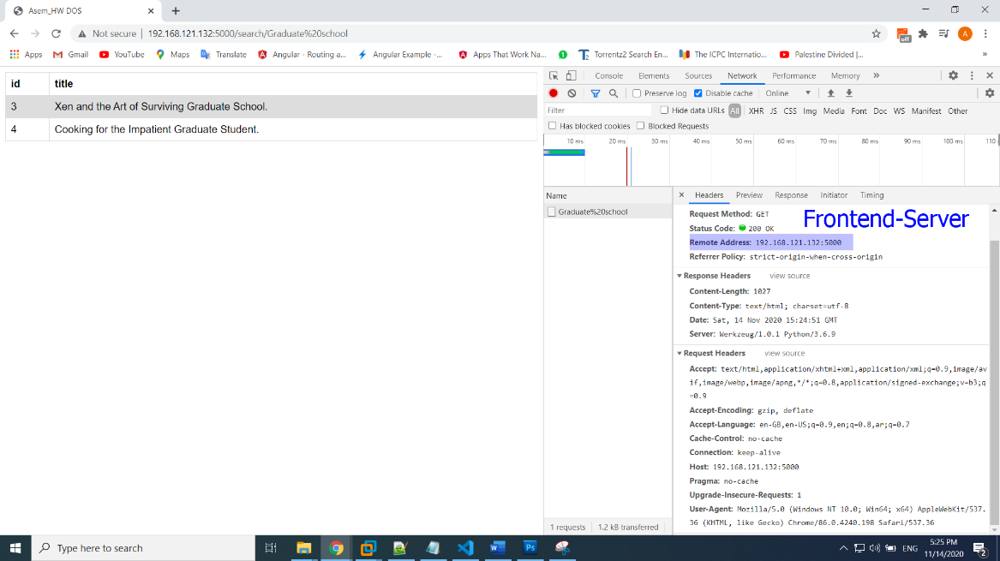 Asem_HW DOS
Not secure | 192.168.121.132:5000/search/Graduate%20school
A
off
Apps Gmail YouTube Maps Translate Angular - Routing a... Angular Example -... Apps That Work Na... 1 Torrentz2 Search En... The ICPC Internatio... Palestine Divided |... »
id title
3 Xen and the Art of Surviving Graduate School.
4 Cooking for the Impatient Graduate Student.
Console Elements Sources Network Performance Memory »
Preserve log Disable cache Online
Filter Hide data URLs All XHR JS CSS Img Media Font Doc WS Manifest Other
Has blocked cookies Blocked Requests
10 ms 20 ms 30 ms 40 ms 50 ms 60 ms 70 ms 80 ms 90 ms 100 ms 110
Name
Graduate%20school
Headers Preview Response Initiator Timing
Frontend-Server
Request Method: GET
Status Code: 200 OK
Remote Address: 192.168.121.132:5000
Referrer Policy: strict-origin-when-cross-origin
Response Headers view source
Content-Length: 1027
Content-Type: text/html; charset=utf-8
Date: Sat, 14 Nov 2020 15:24:51 GMT
Server: Werkzeug/1.0.1 Python/3.6.9
Request Headers view source
Accept: text/html,application/xhtml+xml,application/xml;q=0.9,image/av
if,image/webp,image/apng,*/*;q=0.8,application/signed-exchange;v=b3;q
=0.9
Accept-Encoding: gzip, deflate
Accept-Language: en-GB,en-US;q=0.9,en;q=0.8,ar;q=0.7
Cache-Control: no-cache
Connection: keep-alive
Host: 192.168.121.132:5000
Pragma: no-cache
Upgrade-Insecure-Requests: 1
User-Agent: Mozilla/5.0 (Windows NT 10.0; Win64; x64) AppleWebKit/537.
36 (KHTML, like Gecko) Chrome/86.0.4240.198 Safari/537.36
1 requests 1.2 kB transferred
Type here to search
ENG
5:25 PM
11/14/2020
2